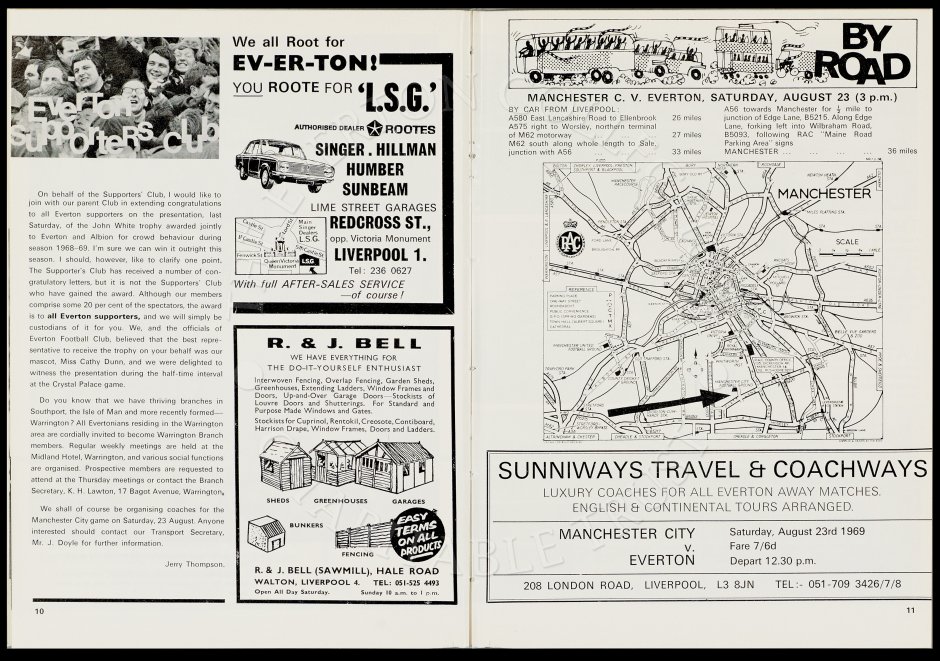 Everton
Supporters Club
On behalf of the Supporters' Club, I would like to
join with our parent Club in extending congratulations
to all Everton supporters on the presentation, last
Saturday, of the John White trophy awarded jointly
to Everton and Albion for crowd behaviour during
season 1968-69. I'm sure we can win it outright this
season. I should, however, like to clarify one point.
The Supporter's Club has received a number of con-
gratulatory letters, but it is not the Supporters' Club
who have gained the award. Although our members
comprise some 20 per cent of the spectators, the award
is to all Everton supporters, and we will simply be
custodians of it for you. We, and the officials of
Everton Football Club, believed that the best repre-
sentative to receive the trophy on your behalf was our
mascot, Miss Cathy Dunn, and we were delighted to
witness the presentation during the half-time interval
at the Crystal Palace game.
Do you know that we have thriving branches in
Southport, the Isle of Man and more recently formed—
Warrington? All Evertonians residing in the Warrington
area are cordially invited to become Warrington Branch
members. Regular weekly meetings are held at the
Midland Hotel, Warrington, and various social functions
are organised. Prospective members are requested to
attend at the Thursday meetings or contact the Branch
Secretary, K. H. Lawton, 17 Bagot Avenue, Warrington.
We shall of course be organising coaches for the
Manchester City game on Saturday, 23 August. Anyone
interested should contact our Transport Secretary,
Mr. J. Doyle for further information.
Jerry Thompson.
10
We all Root for
EV-ER-TON!
YOU ROOTE FOR 'L.S.G.'
AUTHORISED DEALER ROOTES
SINGER . HILLMAN
HUMBER
SUNBEAM
LIME STREET GARAGES
REDCROSS ST.,
opp. Victoria Monument
LIVERPOOL 1.
Tel: 236 0627
Main
Singer
Dealers
L.S.G.
Fenwick St
Queen Victoria
Monument
L.S.G.
With full AFTER-SALES SERVICE
—of course!
R. & J. BELL
WE HAVE EVERYTHING FOR
THE DO-IT-YOURSELF ENTHUSIAST
Interwoven Fencing, Overlap Fencing, Garden Sheds,
Greenhouses, Extending Ladders, Window Frames and
Doors, Up-and-Over Garage Doors—Stockists of
Louvre Doors and Shutterings. For Standard and
Purpose Made Windows and Gates.
Stockists for Cuprinol, Rentokil, Creosote, Contiboard,
Harrison Drape, Window Frames, Doors and Ladders.
SHEDS GREENHOUSES GARAGES
BUNKERS
FENCING
EASY
TERMS
ON ALL
PRODUCTS
R. & J. BELL (SAWMILL), HALE ROAD
WALTON, LIVERPOOL 4. TEL: 051-525 4493
Open All Day Saturday. Sunday 10 a.m. to 1 p.m.
BY
ROAD
MANCHESTER C. V. EVERTON, SATURDAY, AUGUST 23 (3 p.m.)
BY CAR FROM LIVERPOOL:
A580 East Lancashire Road to Ellenbrook 26 miles
A575 right to Worsley, northern terminal
of M62 motorway 27 miles
M62 south along whole length to Sale,
junction with A56 33 miles
A56 towards Manchester for ½ mile to
junction of Edge Lane, B5215. Along Edge
Lane, forking left into Wilbraham Road,
B5093, following RAC "Maine Road
Parking Area" signs
MANCHESTER 36 miles
MANCHESTER
RAC
SCALE
REFERENCE
SUNNIWAYS TRAVEL & COACHWAYS
LUXURY COACHES FOR ALL EVERTON AWAY MATCHES.
ENGLISH & CONTINENTAL TOURS ARRANGED.
MANCHESTER CITY
v.
EVERTON
Saturday, August 23rd 1969
Fare 7/6d
Depart 12.30 p.m.
208 LONDON ROAD, LIVERPOOL, L3 8JN TEL:- 051-709 3426/7/8
11